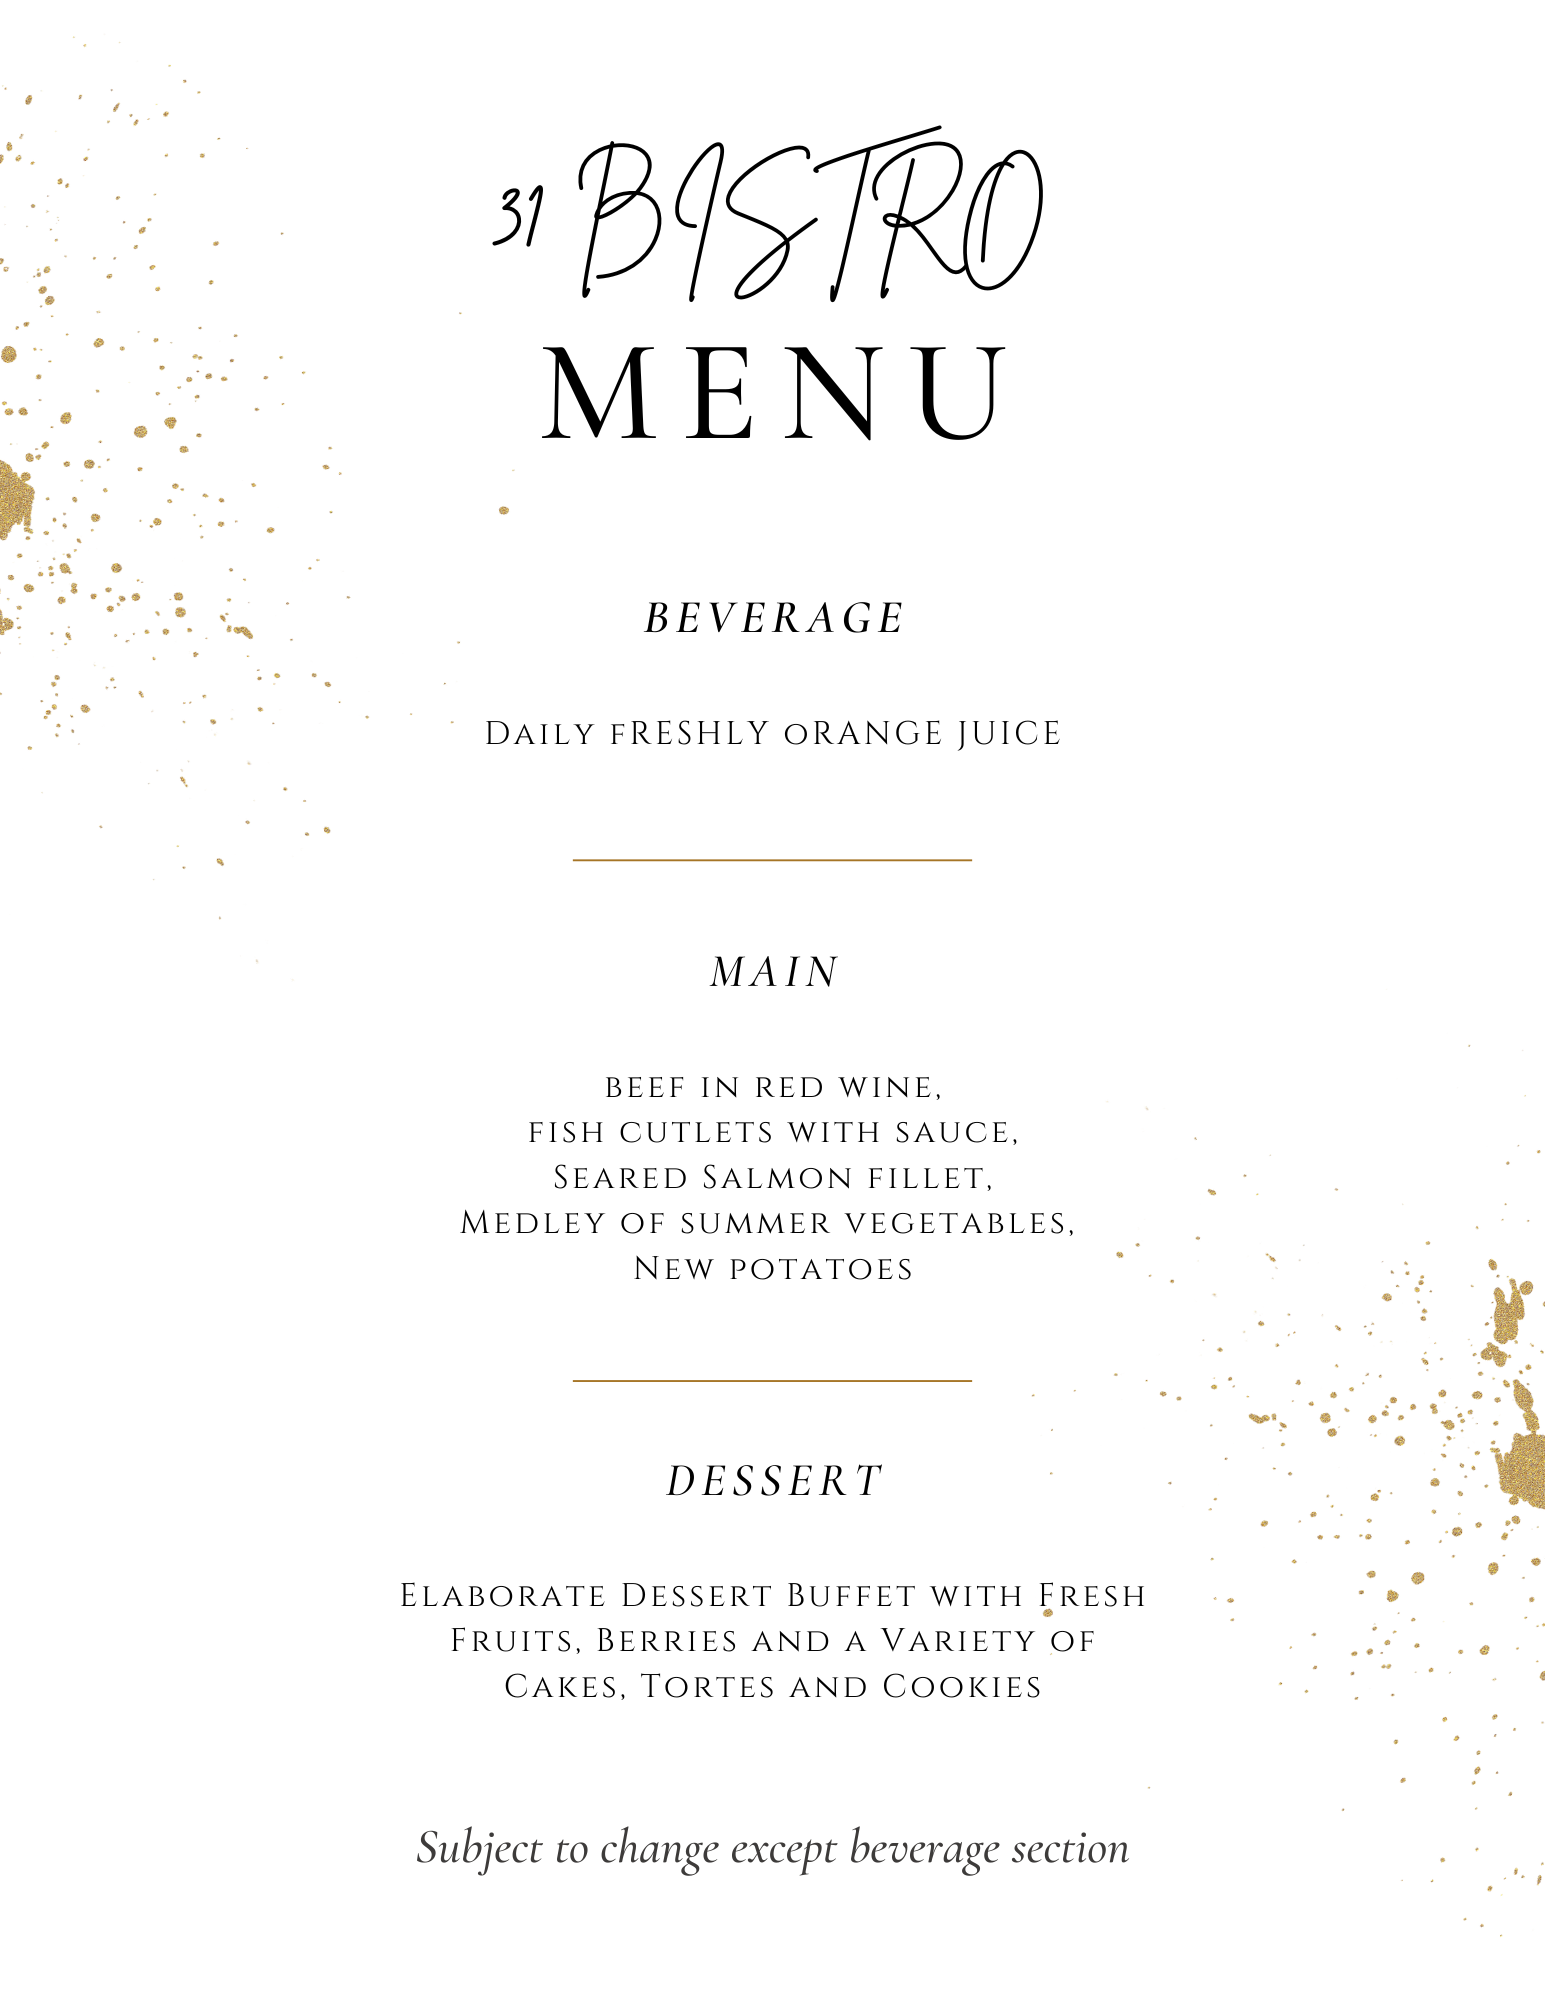 31 BISTRO
MENU
BEVERAGE
Daily fRESHLY oRANGE JUICE
MAIN
beef in red wine,
fish cutlets with sauce,
Seared Salmon fillet,
Medley of summer vegetables,
New potatoes
DESSERT
Elaborate Dessert Buffet with Fresh
Fruits, Berries and a Variety of
Cakes, Tortes and Cookies
Subject to change except beverage section